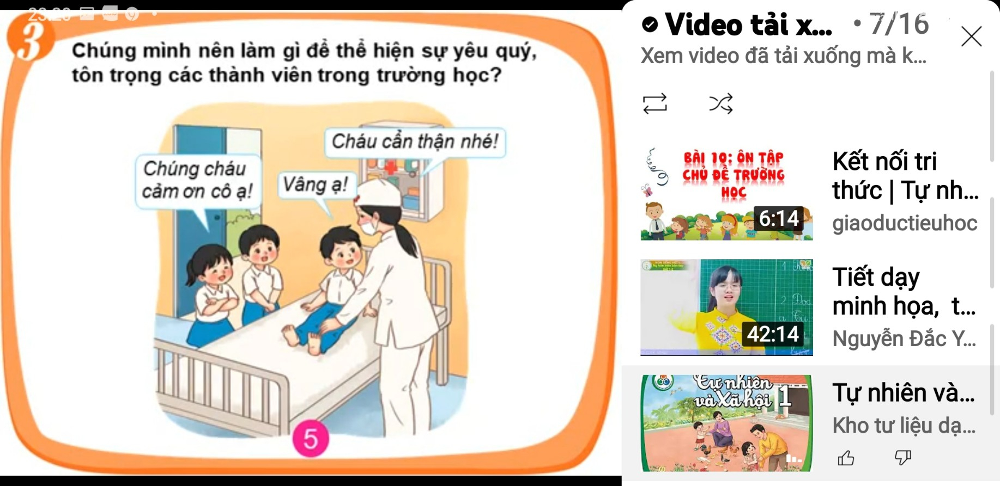 23:20
3
Chúng mình nên làm gì để thể hiện sự yêu quý,
tôn trọng các thành viên trong trường học?
Cháu cẩn thận nhé!
Chúng cháu
cảm ơn cô ạ!
Vâng ạ!
5
Video tải x... • 7/16
Xem video đã tải xuống mà k...
BÀI 10: ÔN TẬP
CHỦ ĐỀ TRƯỜNG
HỌC
6:14
Kết nối tri
thức | Tự nh...
giaoductieuhoc
42:14
Tiết dạy
minh họa, t...
Nguyễn Đắc Y...
Tự nhiên
và Xã hội 1
Tự nhiên và...
Kho tư liệu dạ...